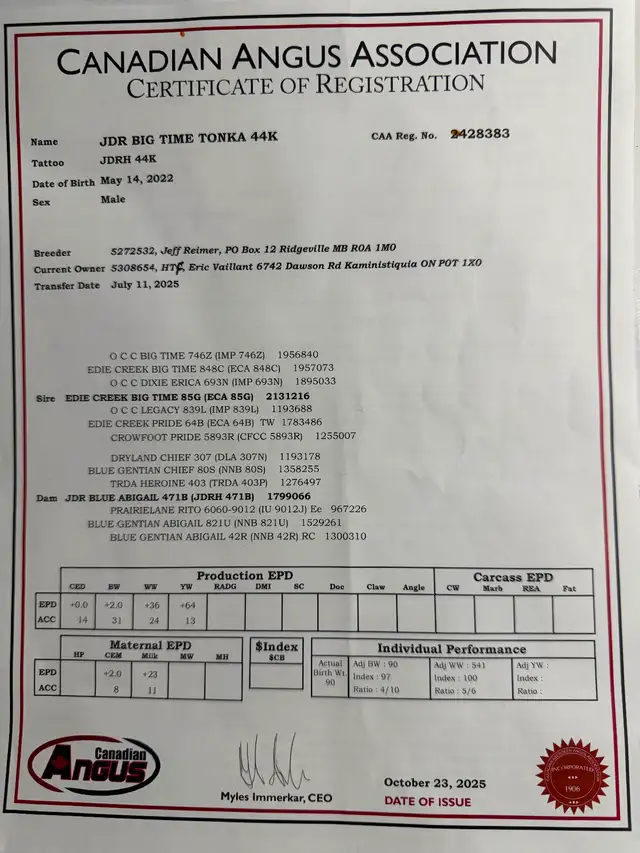 CANADIAN ANGUS ASSOCIATION
CERTIFICATE OF REGISTRATION
Name JDR BIG TIME TONKA 44K CAA Reg. No. 2428383
Tattoo JDRH 44K
Date of Birth May 14, 2022
Sex Male
Breeder 5272532, Jeff Reimer, PO Box 12 Ridgeville MB R0A 1M0
Current Owner 5308654, HTF, Eric Vaillant 6742 Dawson Rd Kaministiquia ON P0T 1X0
Transfer Date July 11, 2025
O C C BIG TIME 746Z (IMP 746Z) 1956840
EDIE CREEK BIG TIME 848C (ECA 848C) 1957073
O C C DIXIE ERICA 693N (IMP 693N) 1895033
Sire EDIE CREEK BIG TIME 85G (ECA 85G) 2131216
O C C LEGACY 839L (IMP 839L) 1193688
EDIE CREEK PRIDE 64B (ECA 64B) TW 1783486
CROWFOOT PRIDE 5893R (CFCC 5893R) 1255007
DRYLAND CHIEF 307 (DLA 307N) 1193178
BLUE GENTIAN CHIEF 80S (NNB 80S) 1358255
TRDA HEROINE 403 (TRDA 403P) 1276497
Dam JDR BLUE ABIGAIL 471B (JDRH 471B) 1799066
PRAIRIELANE RITO 6060-9012 (IU 9012J) Ee 967226
BLUE GENTIAN ABIGAIL 821U (NNB 821U) 1529261
BLUE GENTIAN ABIGAIL 42R (NNB 42R) RC 1300310
Production EPD Carcass EPD
CED BW WW YW RADG DMI SC Doc Claw Angle CW Marb REA Fat
EPD +0.0 +2.0 +36 +64
ACC 14 31 24 13
Maternal EPD $Index Individual Performance
HP CEM Milk MW MH $CB
EPD +2.0 +23
ACC 8 11
Actual Birth Wt. 90 Adj BW : 90 Adj WW : 541 Adj YW :
Index : 97 Index : 100 Index :
Ratio : 4/10 Ratio : 5/6 Ratio :
Canadian
Angus
Myles Immerkar, CEO
October 23, 2025
DATE OF ISSUE
INCORPORATED
1906